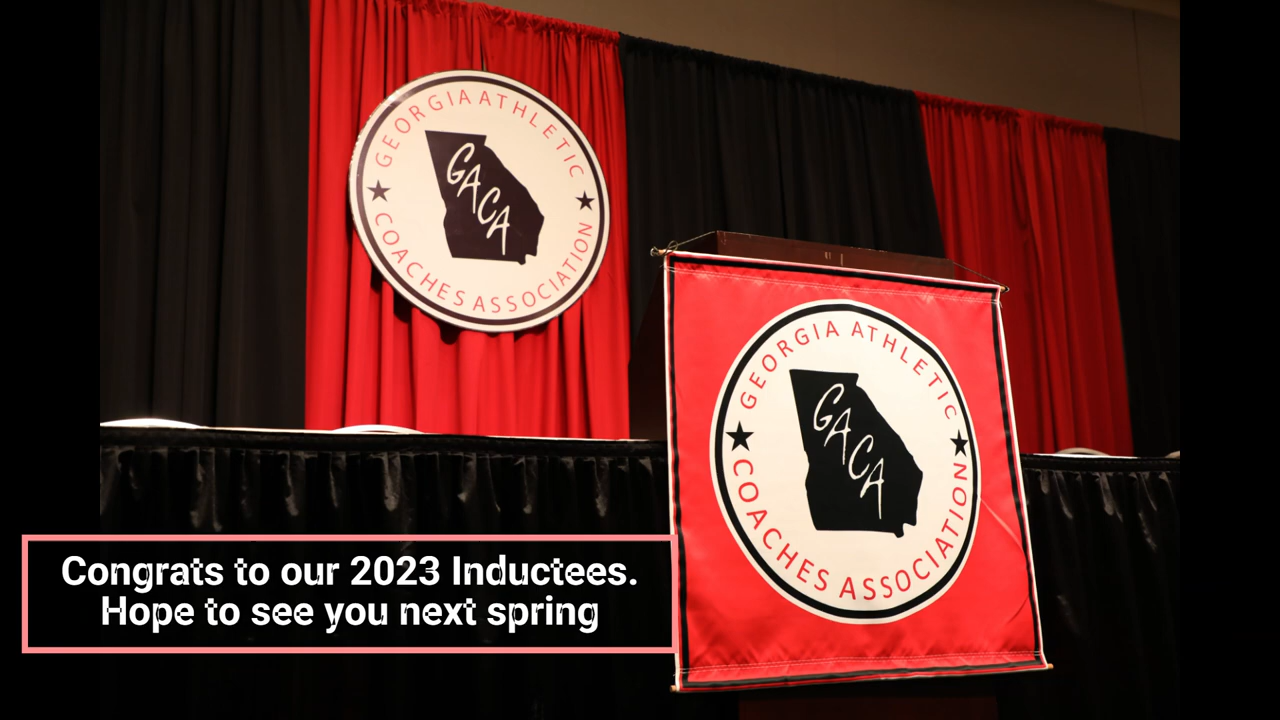 GEORGIA ATHLETIC
GACA
COACHES ASSOCIATION
GEORGIA ATHLETIC
GACA
COACHES ASSOCIATION
Congrats to our 2023 Inductees.
Hope to see you next spring